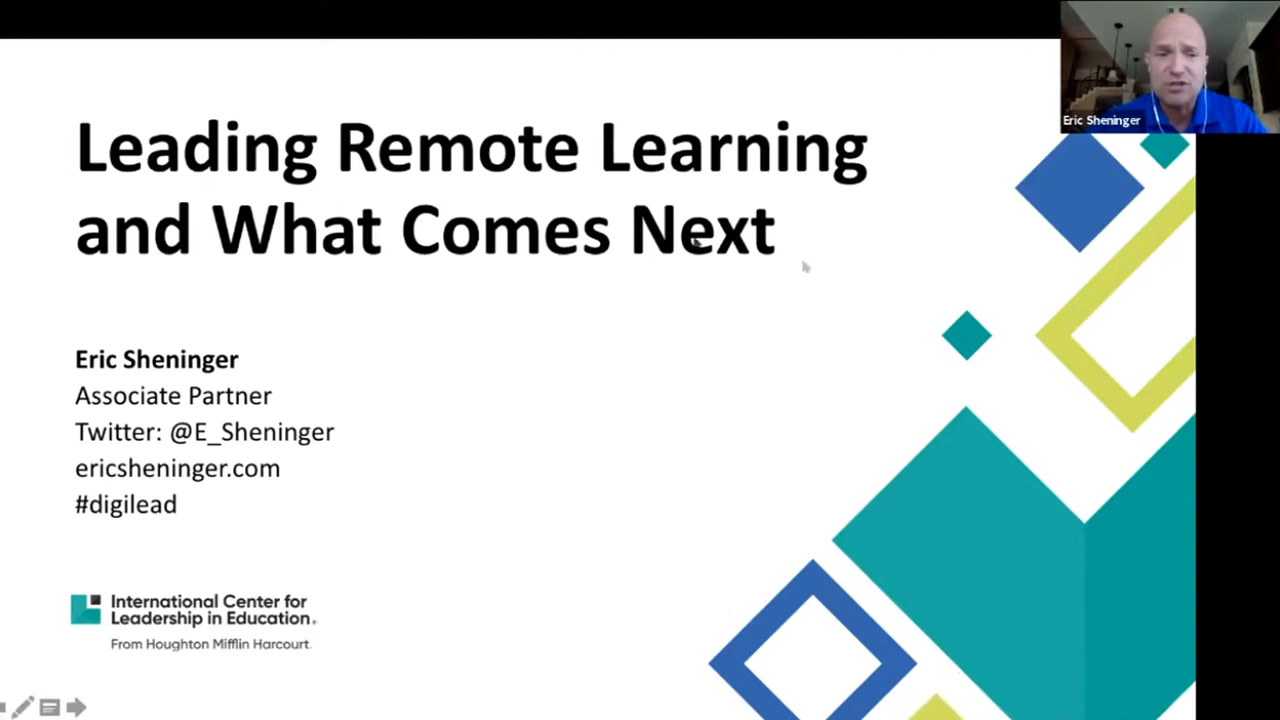 Eric Sheninger
Leading Remote Learning
and What Comes Next
Eric Sheninger
Associate Partner
Twitter: @E_Sheninger
ericsheninger.com
#digilead
International Center for
Leadership in Education®
From Houghton Mifflin Harcourt